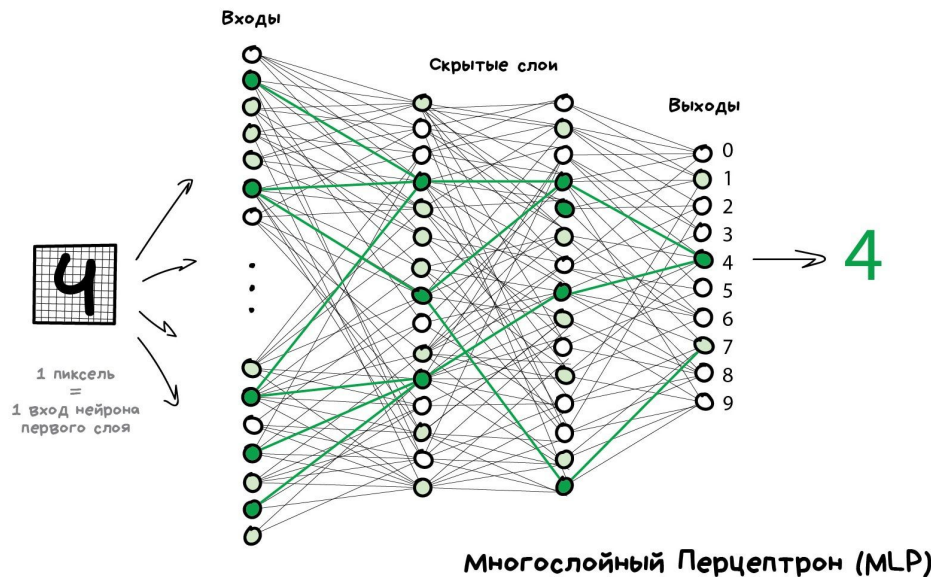 Входы
Скрытые слои
Выходы
0
1
2
3
4
5
6
7
8
9
4
4
1 пиксель
=
1 вход нейрона
первого слоя
Многослойный Перцептрон (MLP)